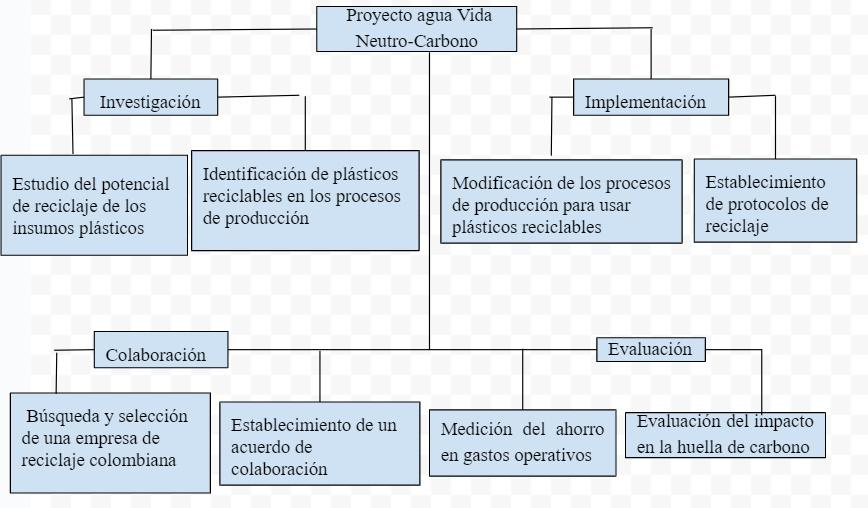 Proyecto agua Vida
Neutro-Carbono
Investigación
Implementación
Estudio del potencial
de reciclaje de los
insumos plásticos
Identificación de plásticos
reciclables en los procesos
de producción
Modificación de los procesos
de producción para usar
plásticos reciclables
Establecimiento
de protocolos de
reciclaje
Colaboración
Evaluación
Búsqueda y selección
de una empresa de
reciclaje colombiana
Establecimiento de un
acuerdo de
colaboración
Medición del ahorro
en gastos operativos
Evaluación del impacto
en la huella de carbono